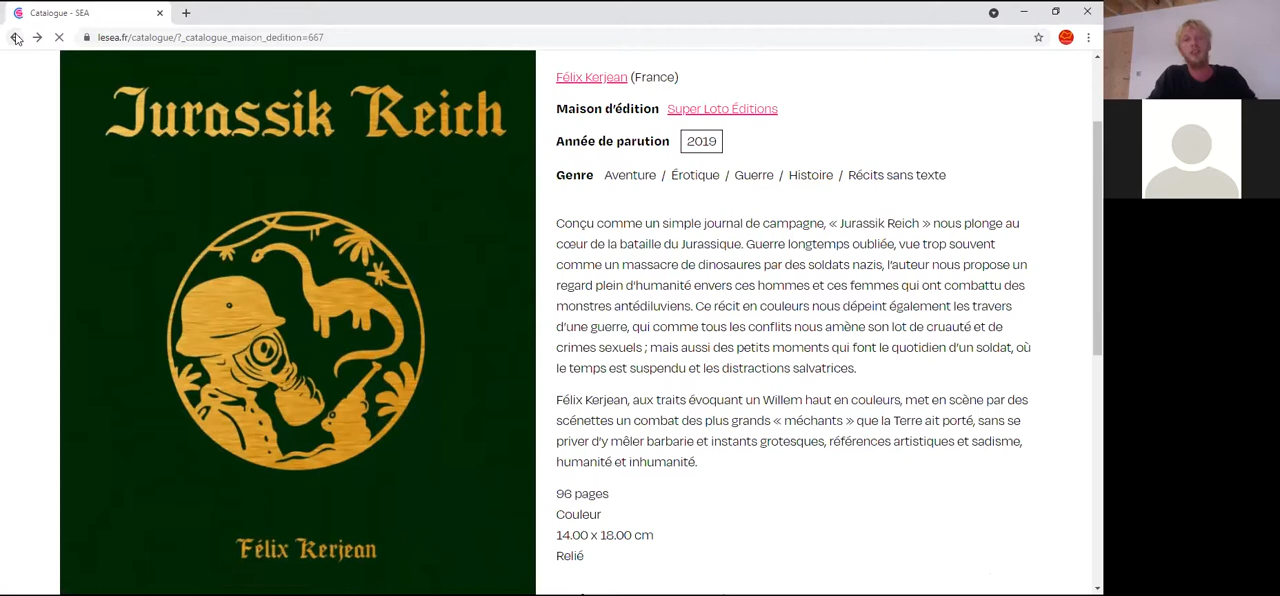 Catalogue - SEA
lesea.fr/catalogue/?_catalogue_maison_dedition=667
Jurassik Reich
Félix Kerjean
Félix Kerjean (France)
Maison d'édition Super Loto Éditions
Année de parution 2019
Genre Aventure / Érotique / Guerre / Histoire / Récits sans texte
Conçu comme un simple journal de campagne, « Jurassik Reich » nous plonge au
cœur de la bataille du Jurassique. Guerre longtemps oubliée, vue trop souvent
comme un massacre de dinosaures par des soldats nazis, l'auteur nous propose un
regard plein d'humanité envers ces hommes et ces femmes qui ont combattu des
monstres antédiluviens. Ce récit en couleurs nous dépeint également les travers
d'une guerre, qui comme tous les conflits nous amène son lot de cruauté et de
crimes sexuels ; mais aussi des petits moments qui font le quotidien d'un soldat, où
le temps est suspendu et les distractions salvatrices.
Félix Kerjean, aux traits évoquant un Willem haut en couleurs, met en scène par des
scénettes un combat des plus grands « méchants » que la Terre ait porté, sans se
priver d'y mêler barbarie et instants grotesques, références artistiques et sadisme,
humanité et inhumanité.
96 pages
Couleur
14.00 x 18.00 cm
Relié